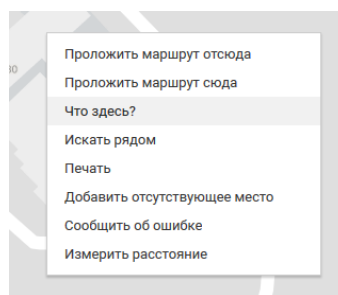 Проложить маршрут отсюда
Проложить маршрут сюда
Что здесь?
Искать рядом
Печать
Добавить отсутствующее место
Сообщить об ошибке
Измерить расстояние